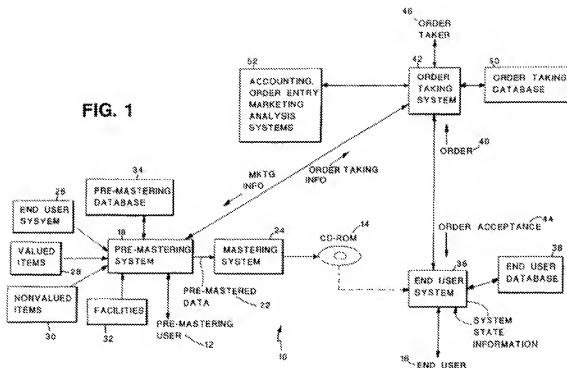 FIG. 1
46
ORDER
TAKER
52
ACCOUNTING,
ORDER ENTRY
MARKETING
ANALYSIS
SYSTEMS
42
ORDER
TAKING
SYSTEM
50
ORDER TAKING
DATABASE
ORDER 40
MKTG
INFO
ORDER TAKING
INFO
34
PRE-MASTERING
DATABASE
26
END USER
SYSYEM
VALUED
ITEMS
28
NONVALUED
ITEMS
30
18
PRE-MASTERING
SYSTEM
FACILITIES
32
24
MASTERING
SYSTEM
PRE-MASTERED
DATA 22
PRE-MASTERING
USER 12
14
CD-ROM
ORDER ACCEPTANCE 44
36
END USER
SYSTEM
38
END USER
DATABASE
SYSTEM
STATE
INFORMATION
16 END USER
10